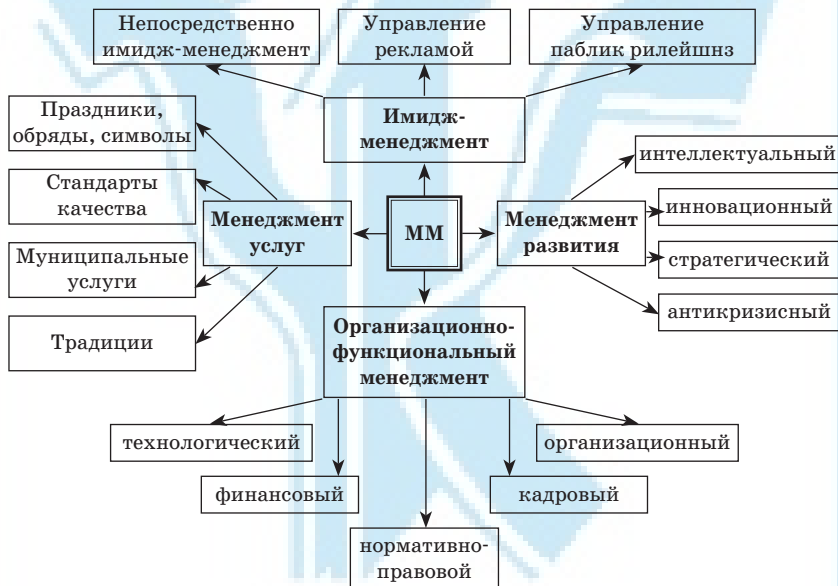 Непосредственно
имидж-менеджмент
Управление
рекламой
Управление
паблик рилейшнз
Имидж-
менеджмент
Праздники,
обряды, символы
Стандарты
качества
Муниципальные
услуги
Традиции
Менеджмент
услуг
ММ
Менеджмент
развития
интеллектуальный
инновационный
стратегический
антикризисный
Организационно-
функциональный
менеджмент
технологический
финансовый
нормативно-
правовой
кадровый
организационный